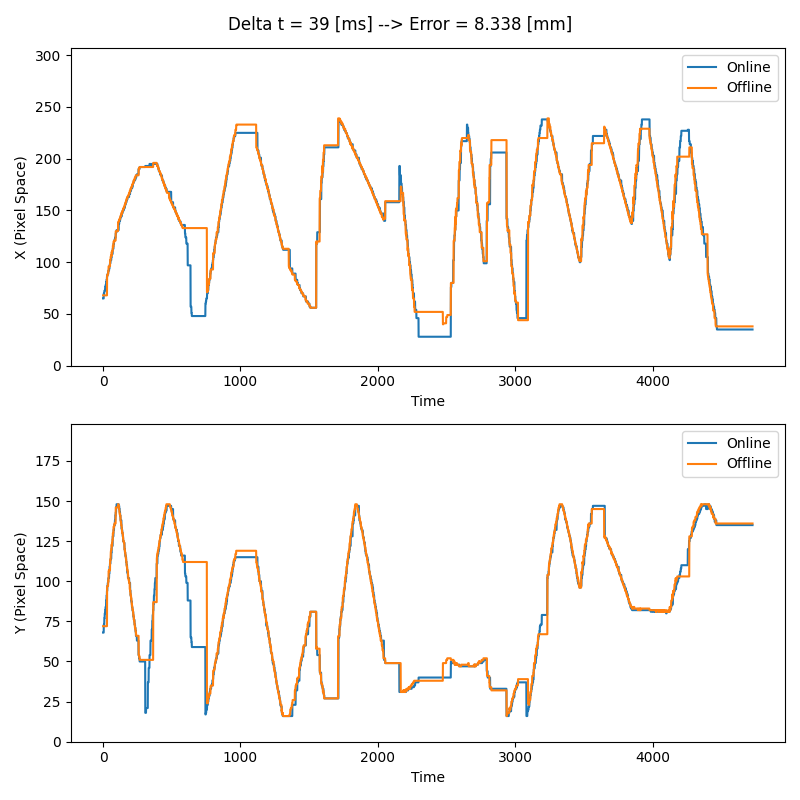 Delta t = 39 [ms] --> Error = 8.338 [mm]
300
250
200
150
100
50
0
X (Pixel Space)
Online
Offline
0
1000
2000
3000
4000
Time
175
150
125
100
75
50
25
0
Y (Pixel Space)
Online
Offline
0
1000
2000
3000
4000
Time